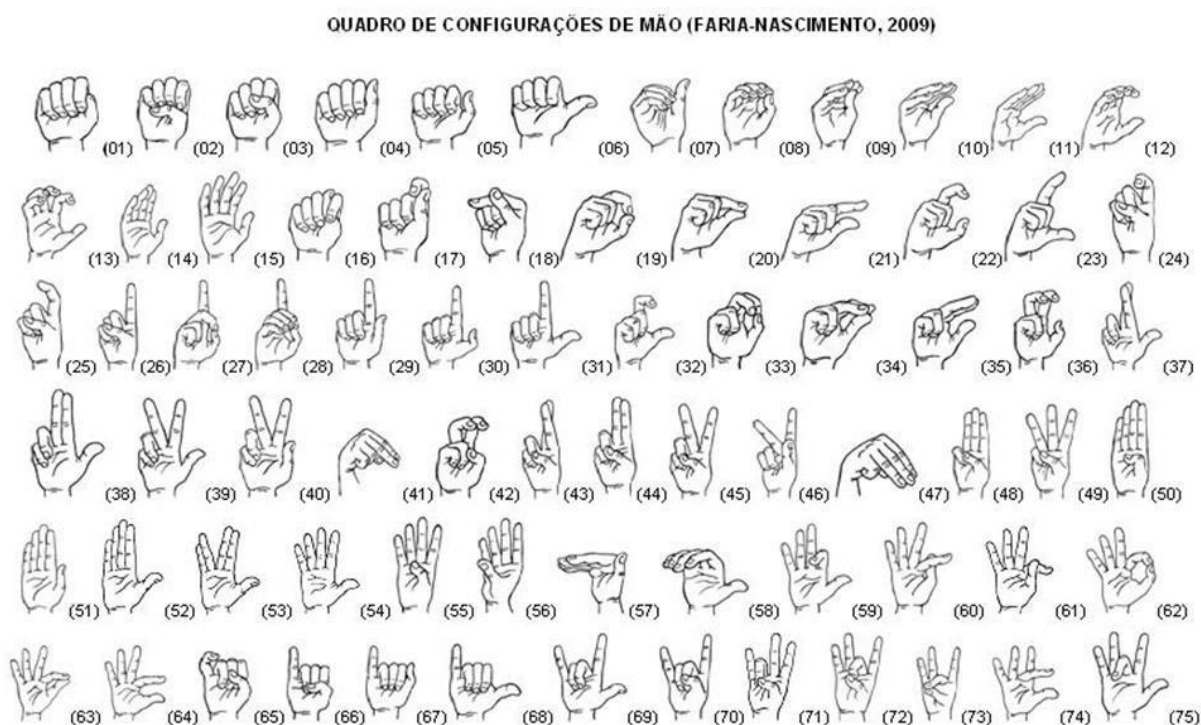 QUADRO DE CONFIGURAÇÕES DE MÃO (FARIA-NASCIMENTO, 2009)
(01) (02) (03) (04) (05) (06) (07) (08) (09) (10) (11) (12)
(13) (14) (15) (16) (17) (18) (19) (20) (21) (22) (23) (24)
(25) (26) (27) (28) (29) (30) (31) (32) (33) (34) (35) (36) (37)
(38) (39) (40) (41) (42) (43) (44) (45) (46) (47) (48) (49) (50)
(51) (52) (53) (54) (55) (56) (57) (58) (59) (60) (61) (62)
(63) (64) (65) (66) (67) (68) (69) (70) (71) (72) (73) (74) (75)